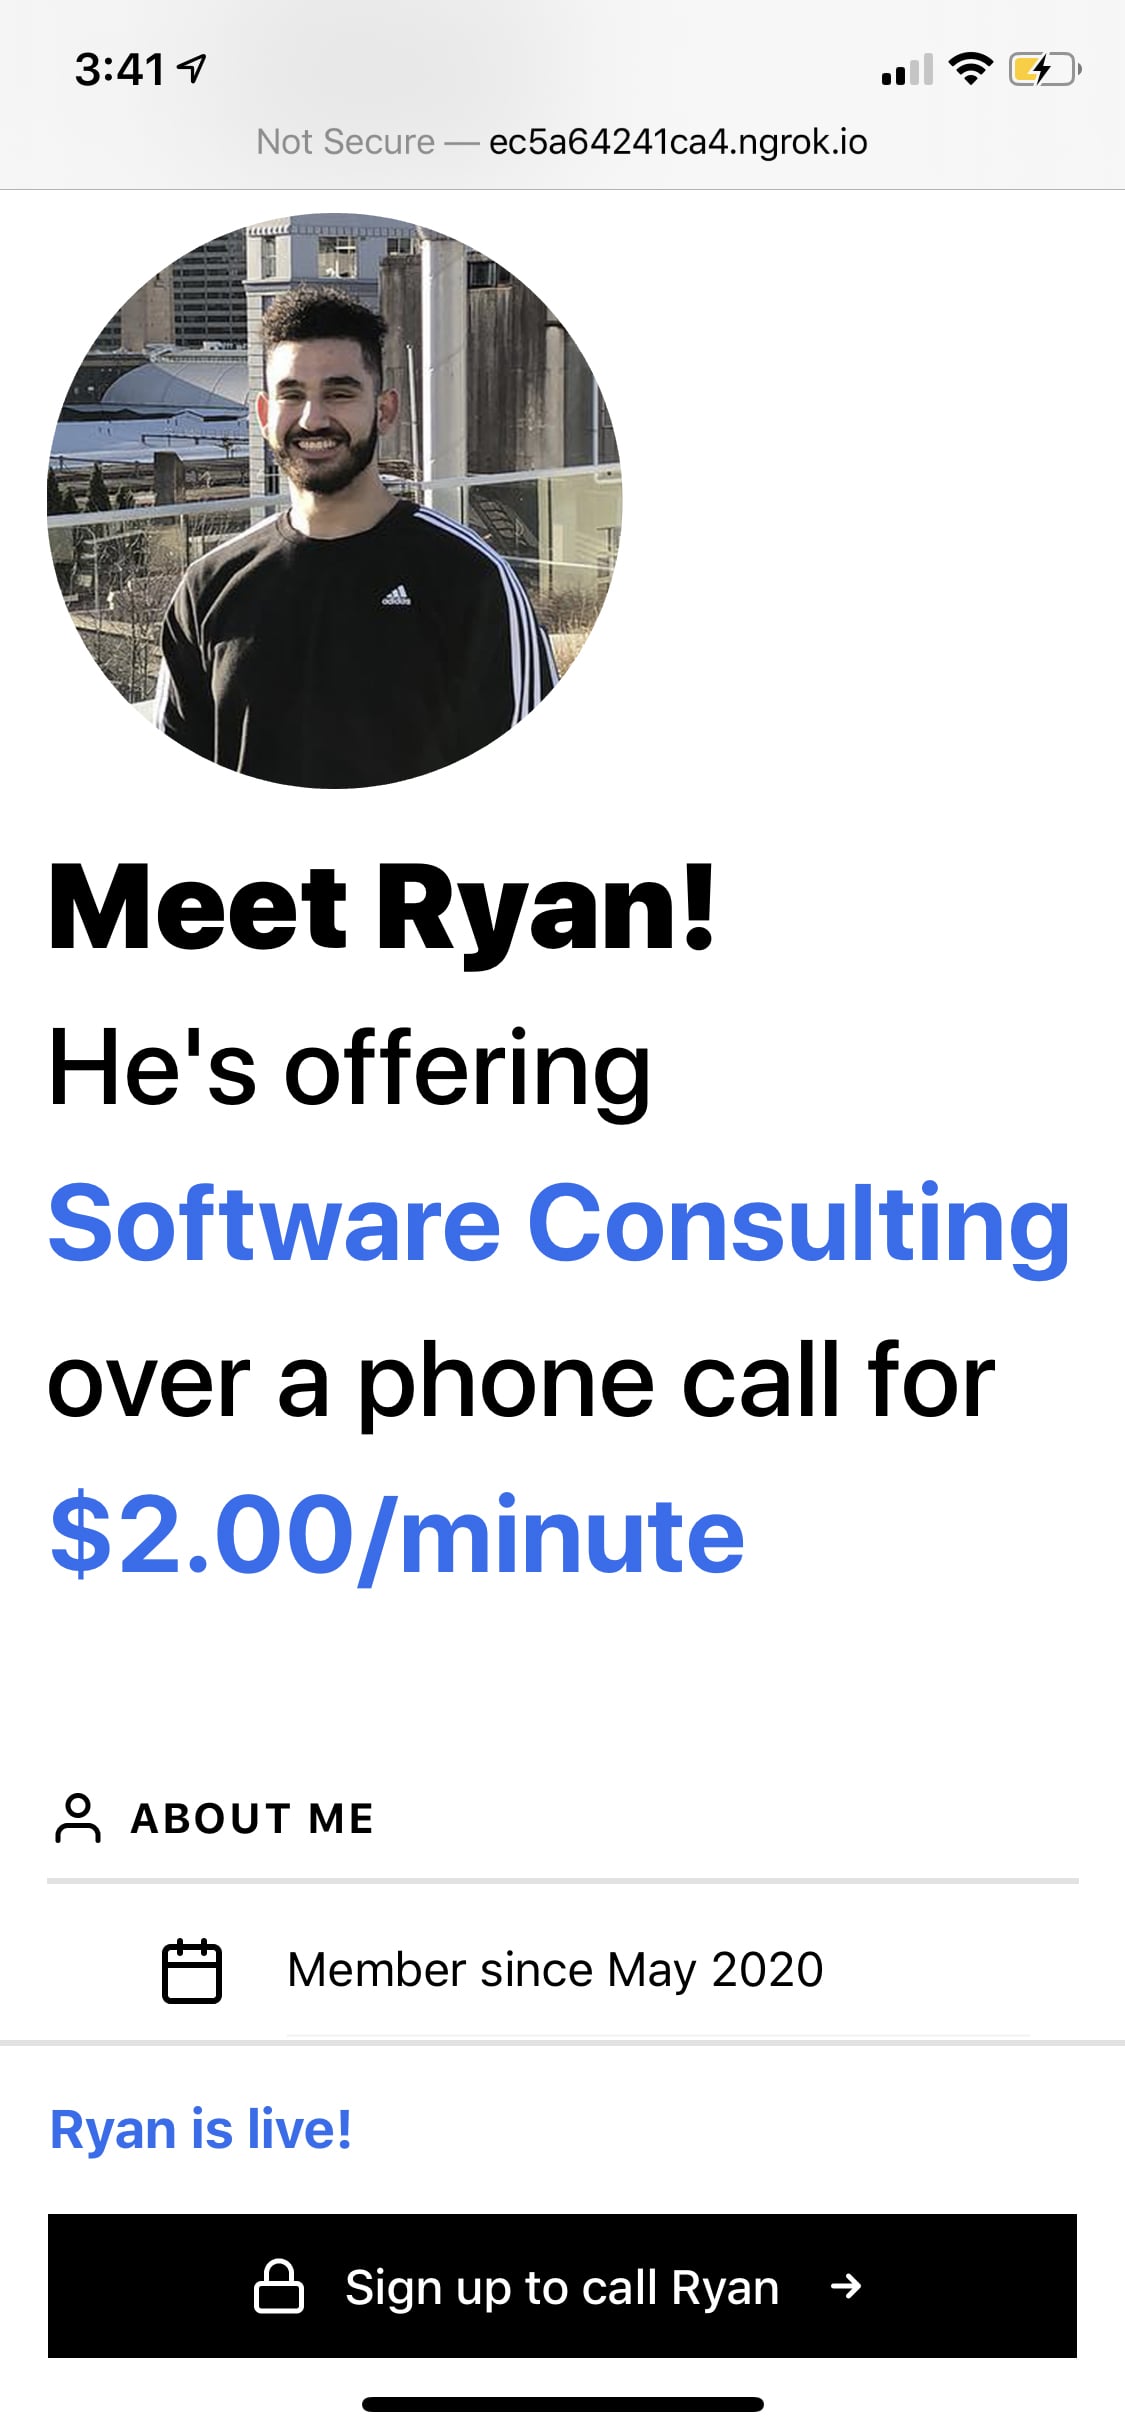 3:41
Not Secure — ec5a64241ca4.ngrok.io
adidas
Meet Ryan!
He's offering
Software Consulting
over a phone call for
$2.00/minute
ABOUT ME
Member since May 2020
Ryan is live!
Sign up to call Ryan →